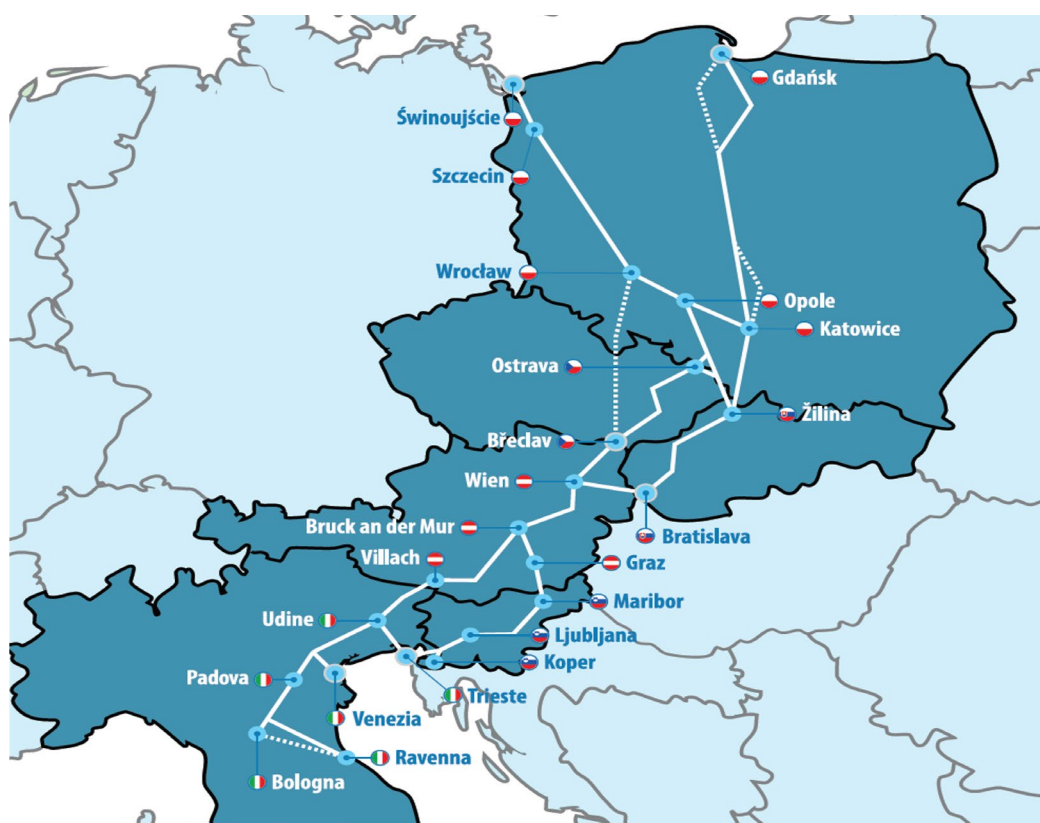 Gdańsk
Świnoujście
Szczecin
Wrocław
Opole
Katowice
Ostrava
Žilina
Břeclav
Wien
Bruck an der Mur
Bratislava
Villach
Graz
Maribor
Udine
Ljubljana
Koper
Padova
Trieste
Venezia
Ravenna
Bologna